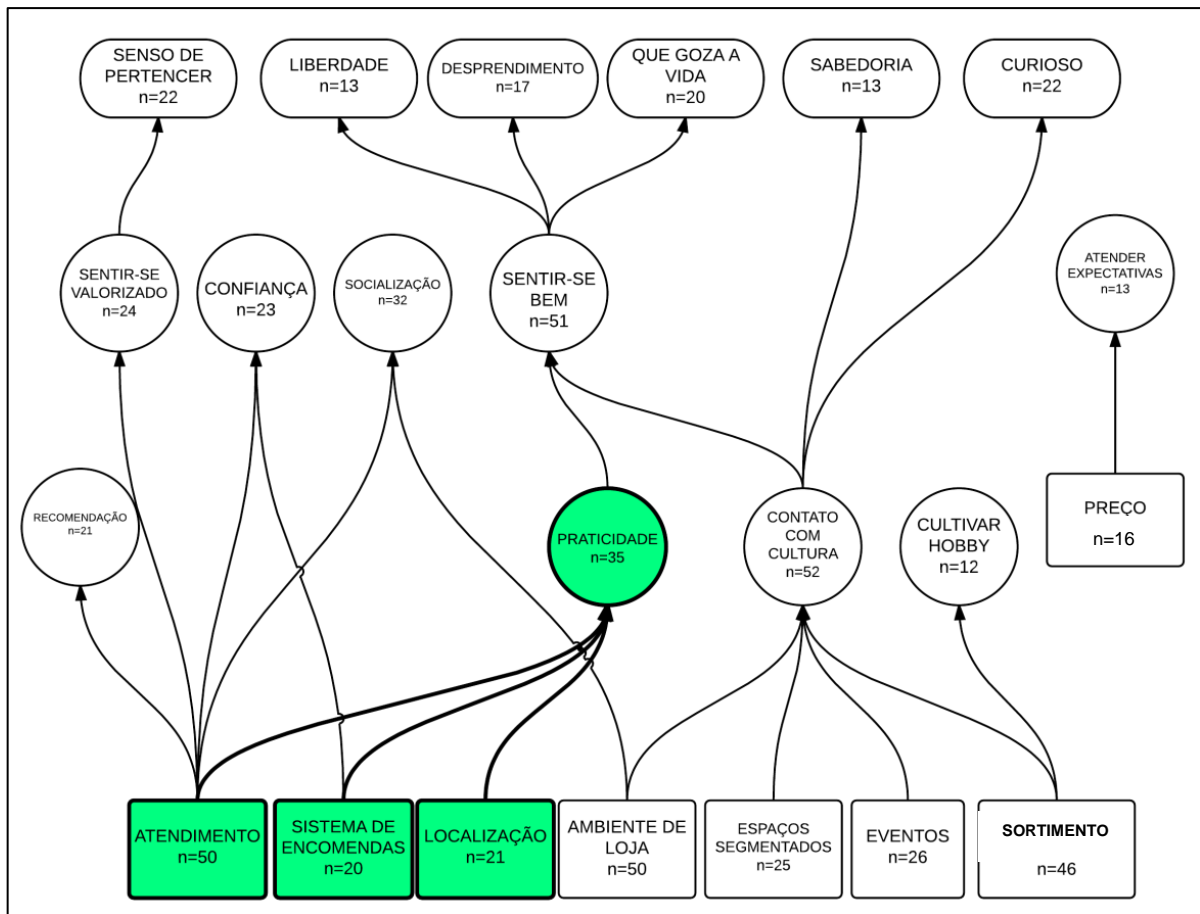 SENSO DE
PERTENCER
n=22
LIBERDADE
n=13
DESPRENDIMENTO
n=17
QUE GOZA A
VIDA
n=20
SABEDORIA
n=13
CURIOSO
n=22
SENTIR-SE
VALORIZADO
n=24
CONFIANÇA
n=23
SOCIALIZAÇÃO
n=32
SENTIR-SE
BEM
n=51
ATENDER
EXPECTATIVAS
n=13
RECOMENDAÇÃO
n=21
PRATICIDADE
n=35
CONTATO
COM
CULTURA
n=52
CULTIVAR
HOBBY
n=12
PREÇO
n=16
ATENDIMENTO
n=50
SISTEMA DE
ENCOMENDAS
n=20
LOCALIZAÇÃO
n=21
AMBIENTE DE
LOJA
n=50
ESPAÇOS
SEGMENTADOS
n=25
EVENTOS
n=26
SORTIMENTO
n=46